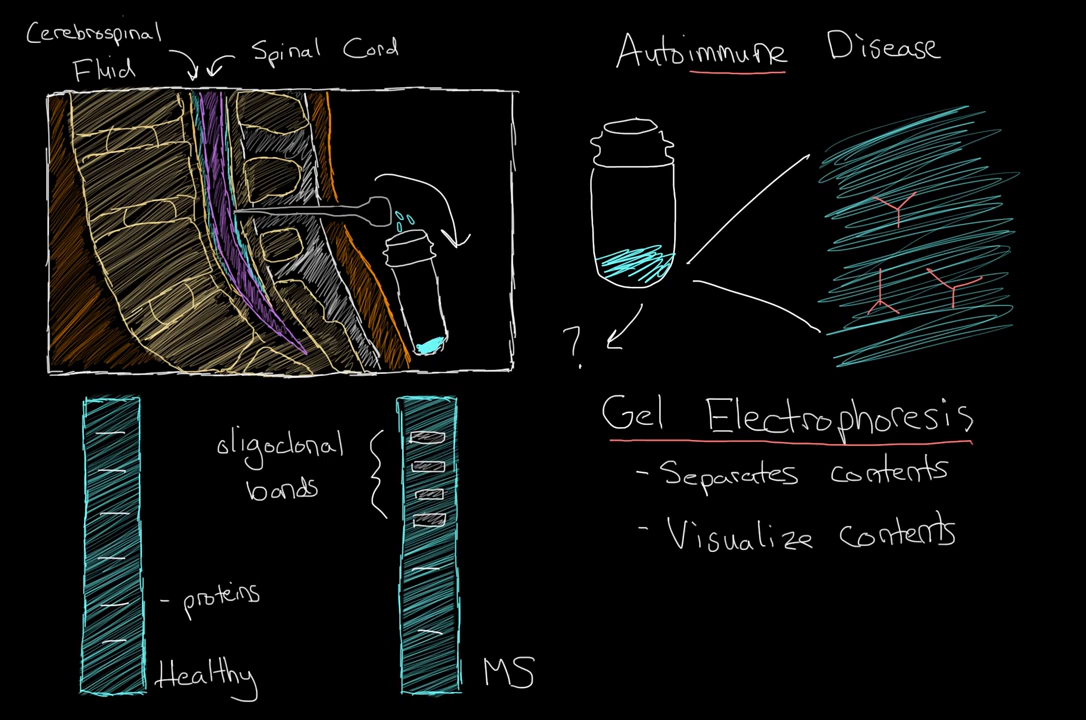 Cerebrospinal
Fluid
Spinal Cord
Autoimmune Disease
?
Gel Electrophoresis
- Separates contents
- Visualize contents
oligoclonal
bands
- proteins
Healthy
MS